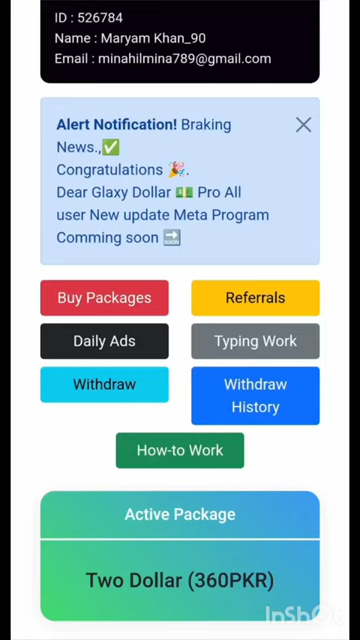 ID : 526784
Name : Maryam Khan_90
Email : minahilmina789@gmail.com
Alert Notification! Braking
News.,✅
Congratulations 🎉.
Dear Glaxy Dollar 💵 Pro All
user New update Meta Program
Comming soon 🔜
Buy Packages
Referrals
Daily Ads
Typing Work
Withdraw
Withdraw
History
How-to Work
Active Package
Two Dollar (360PKR)
InShOt